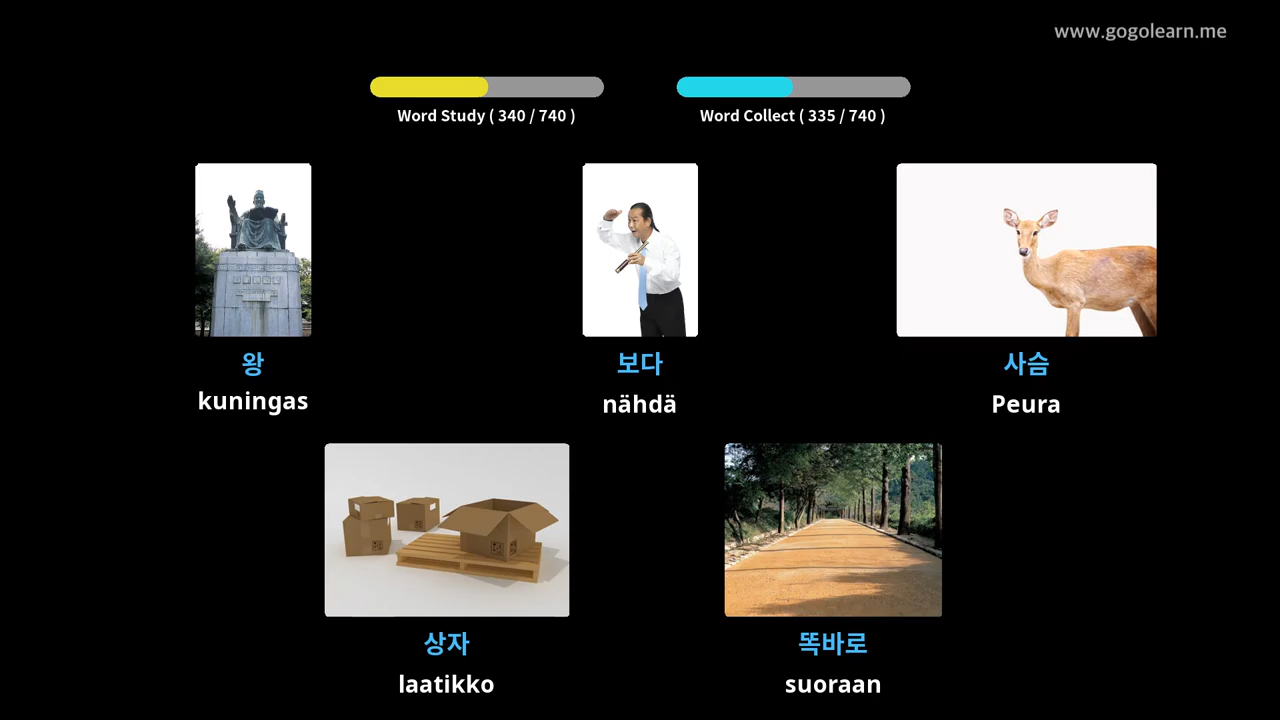 www.gogolearn.me
Word Study ( 340 / 740 )
Word Collect ( 335 / 740 )
왕
kuningas
보다
nähdä
사슴
Peura
상자
laatikko
똑바로
suoraan